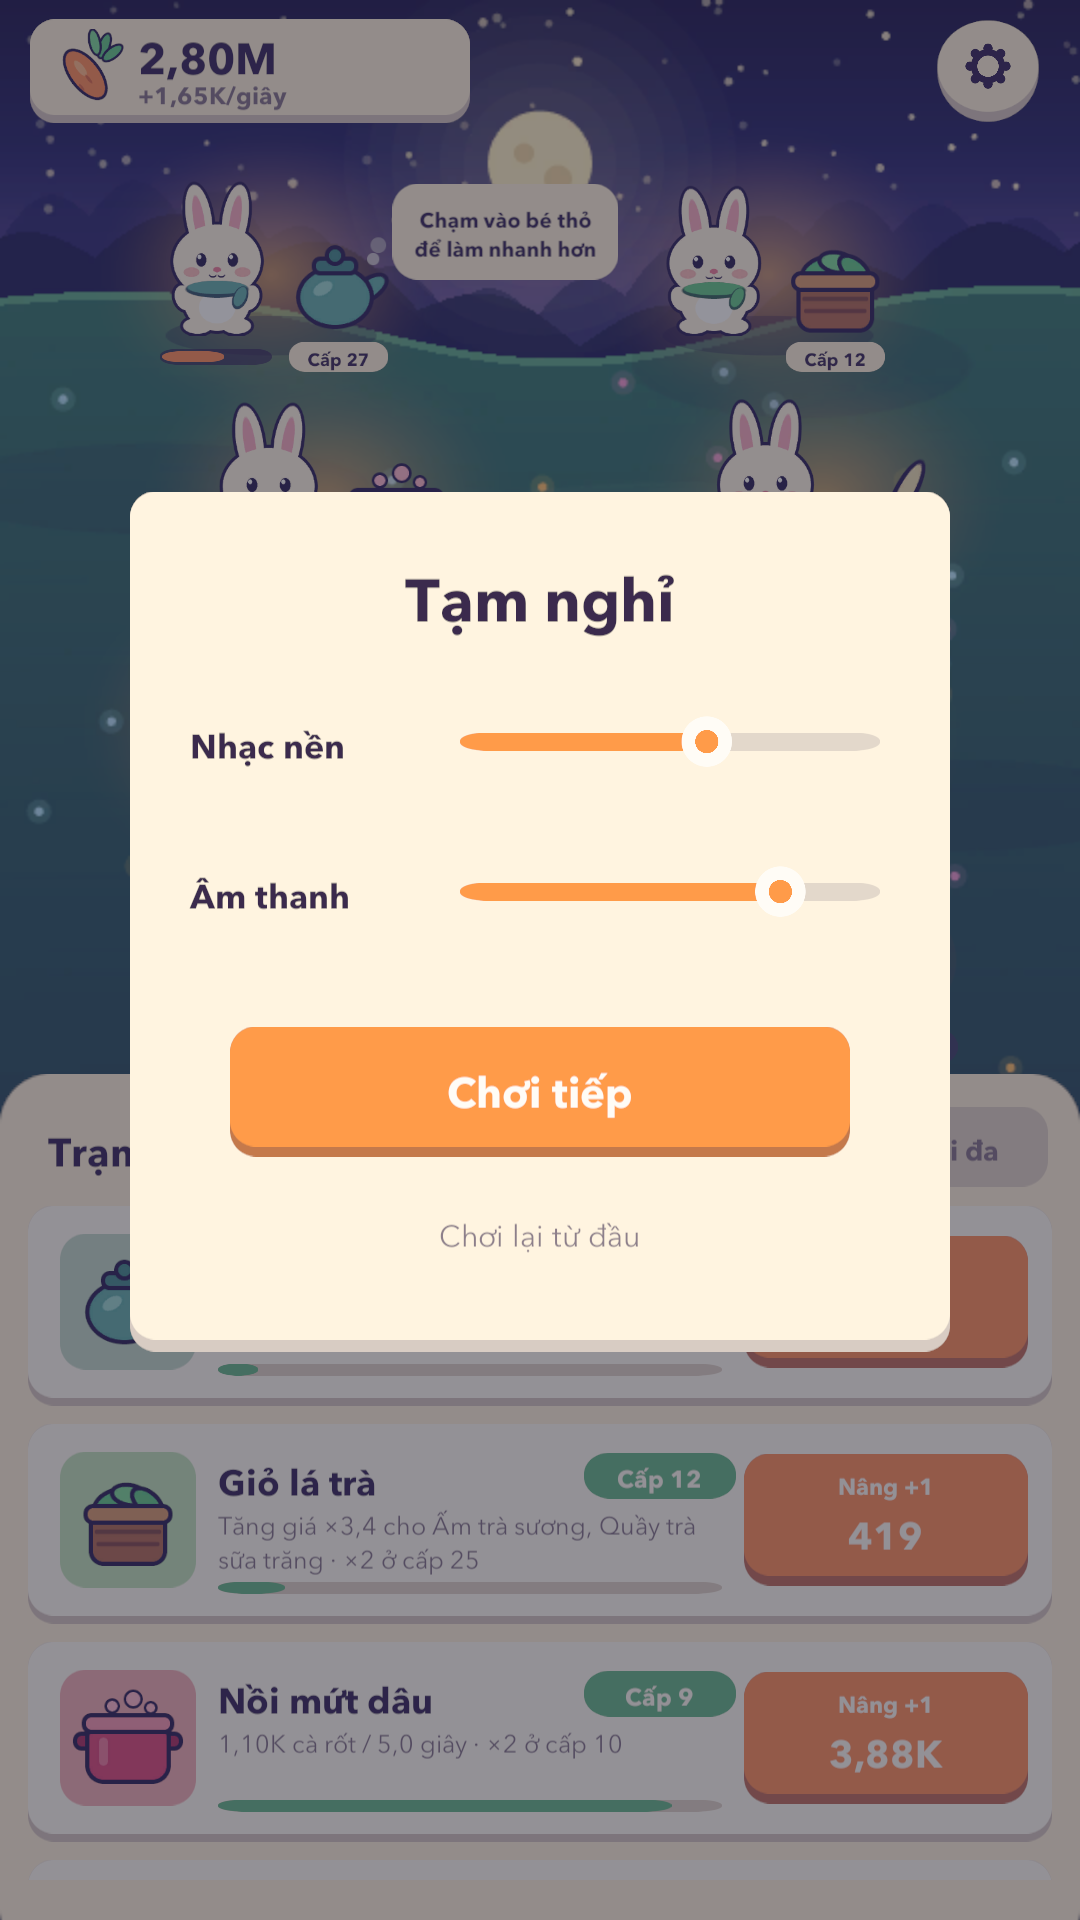 2,80M
+1,65K/giây
Chạm vào bé thỏ
để làm nhanh hơn
Cấp 27
Cấp 12
Tạm nghỉ
Nhạc nền
Âm thanh
Chơi tiếp
Chơi lại từ đầu
Giỏ lá trà
Cấp 12
Tăng giá ×3,4 cho Ấm trà sương, Quầy trà
sữa trăng · ×2 ở cấp 25
Nâng +1
419
Nồi mứt dâu
Cấp 9
1,10K cà rốt / 5,0 giây · ×2 ở cấp 10
Nâng +1
3,88K